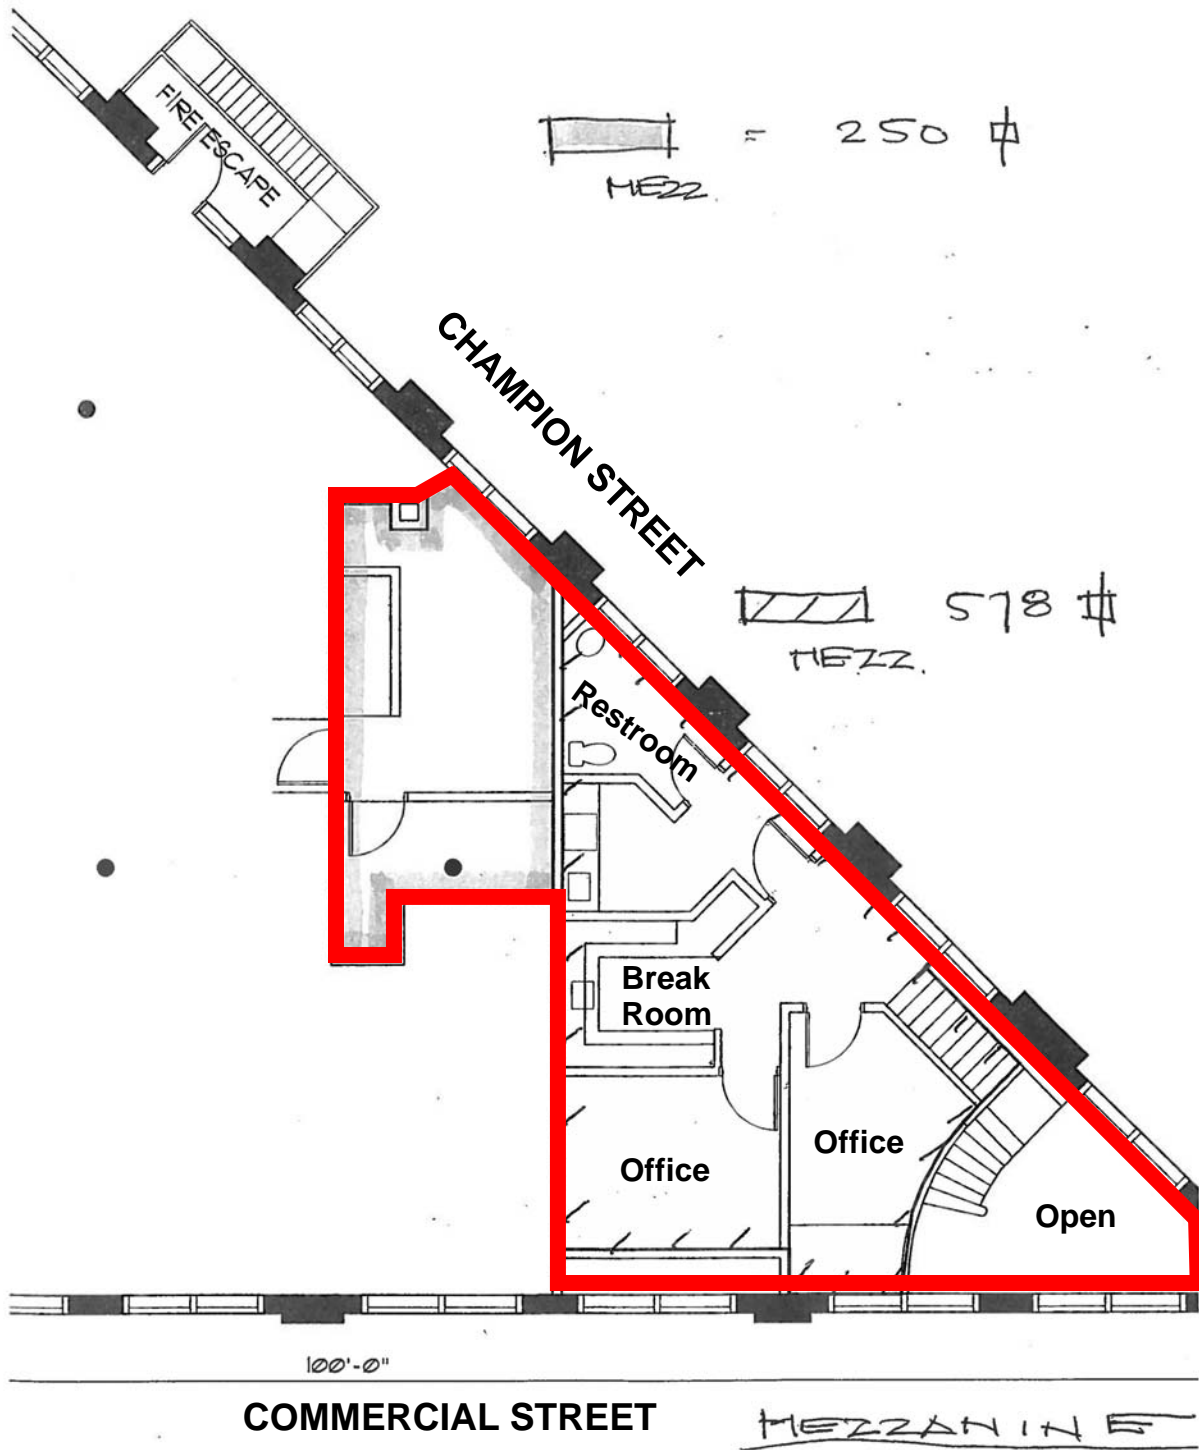 FIRE ESCAPE
= 250
MEZZ.
CHAMPION STREET
578
MEZZ.
Restroom
Break
Room
Office
Office
Open
100'-0"
COMMERCIAL STREET
MEZZANINE